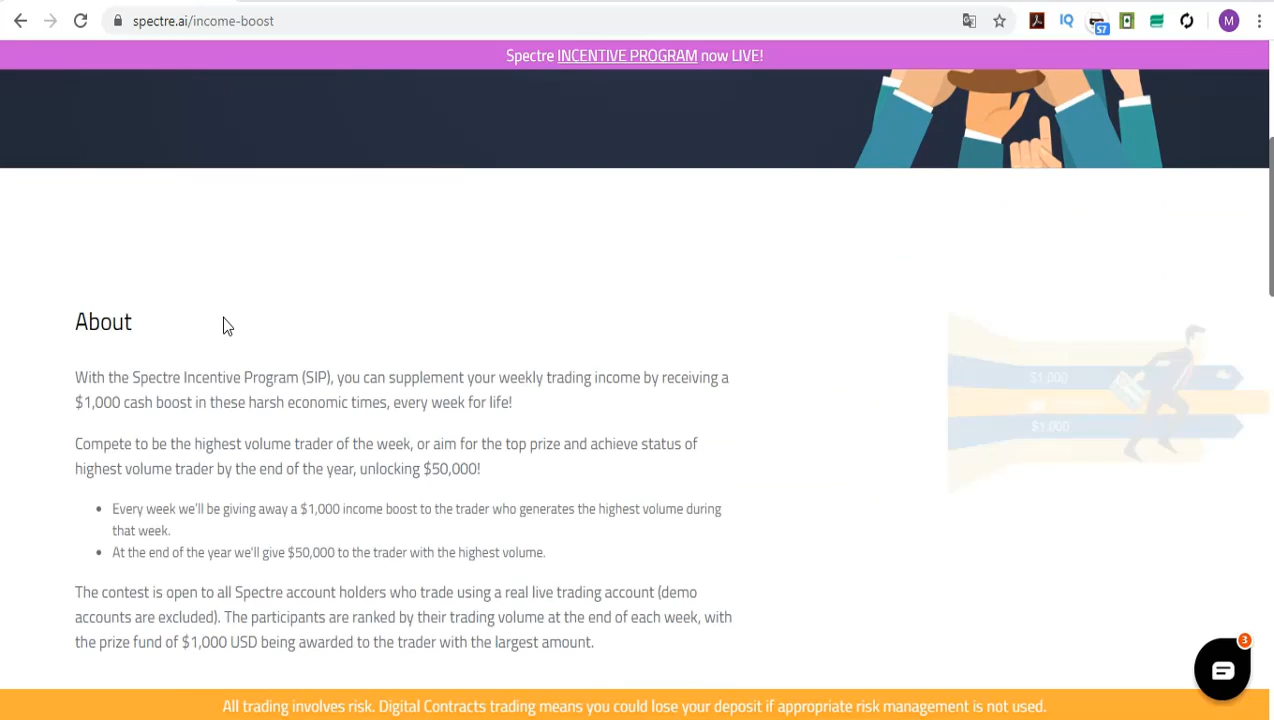 spectre.ai/income-boost
57
M
Spectre INCENTIVE PROGRAM now LIVE!
About
With the Spectre Incentive Program (SIP), you can supplement your weekly trading income by receiving a
$1,000 cash boost in these harsh economic times, every week for life!
$1,000
$1,000
Compete to be the highest volume trader of the week, or aim for the top prize and achieve status of
highest volume trader by the end of the year, unlocking $50,000!
Every week we'll be giving away a $1,000 income boost to the trader who generates the highest volume during
that week.
At the end of the year we'll give $50,000 to the trader with the highest volume.
The contest is open to all Spectre account holders who trade using a real live trading account (demo
accounts are excluded). The participants are ranked by their trading volume at the end of each week, with
the prize fund of $1,000 USD being awarded to the trader with the largest amount.
3
All trading involves risk. Digital Contracts trading means you could lose your deposit if appropriate risk management is not used.